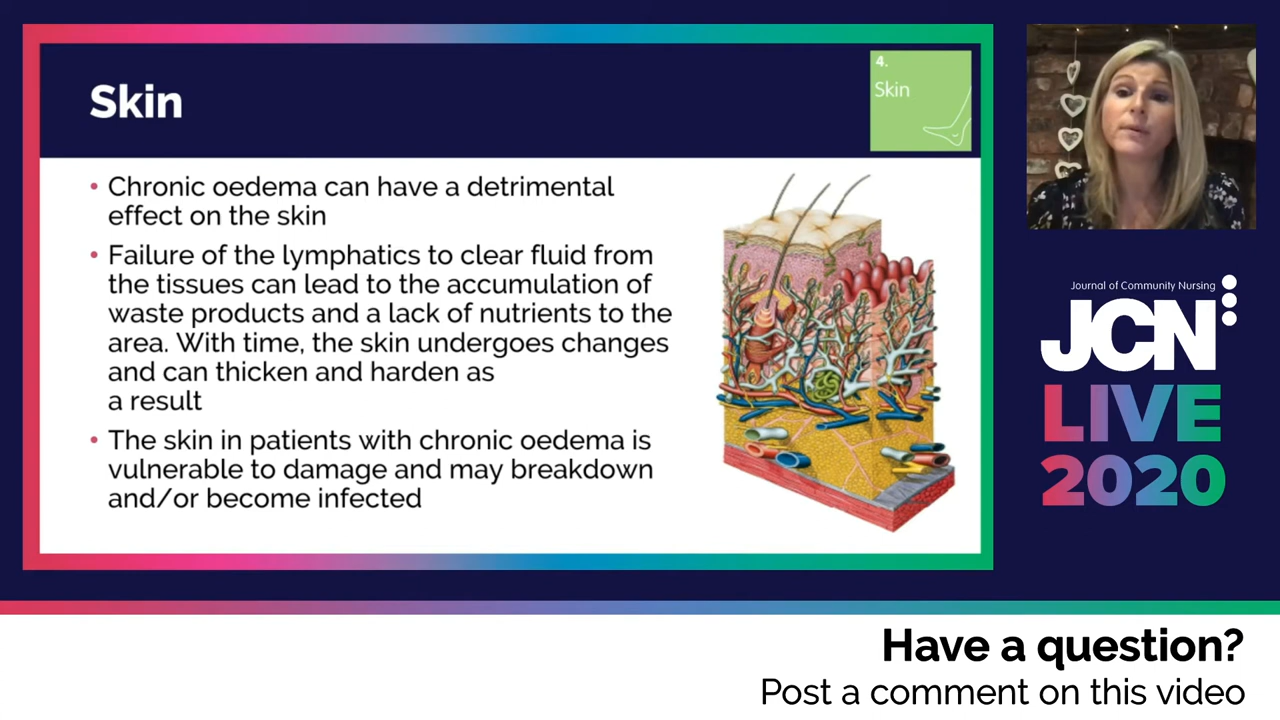 Skin
4.
Skin
• Chronic oedema can have a detrimental
effect on the skin
• Failure of the lymphatics to clear fluid from
the tissues can lead to the accumulation of
waste products and a lack of nutrients to the
area. With time, the skin undergoes changes
and can thicken and harden as
a result
• The skin in patients with chronic oedema is
vulnerable to damage and may breakdown
and/or become infected
Journal of Community Nursing
JCN
LIVE
2020
Have a question?
Post a comment on this video